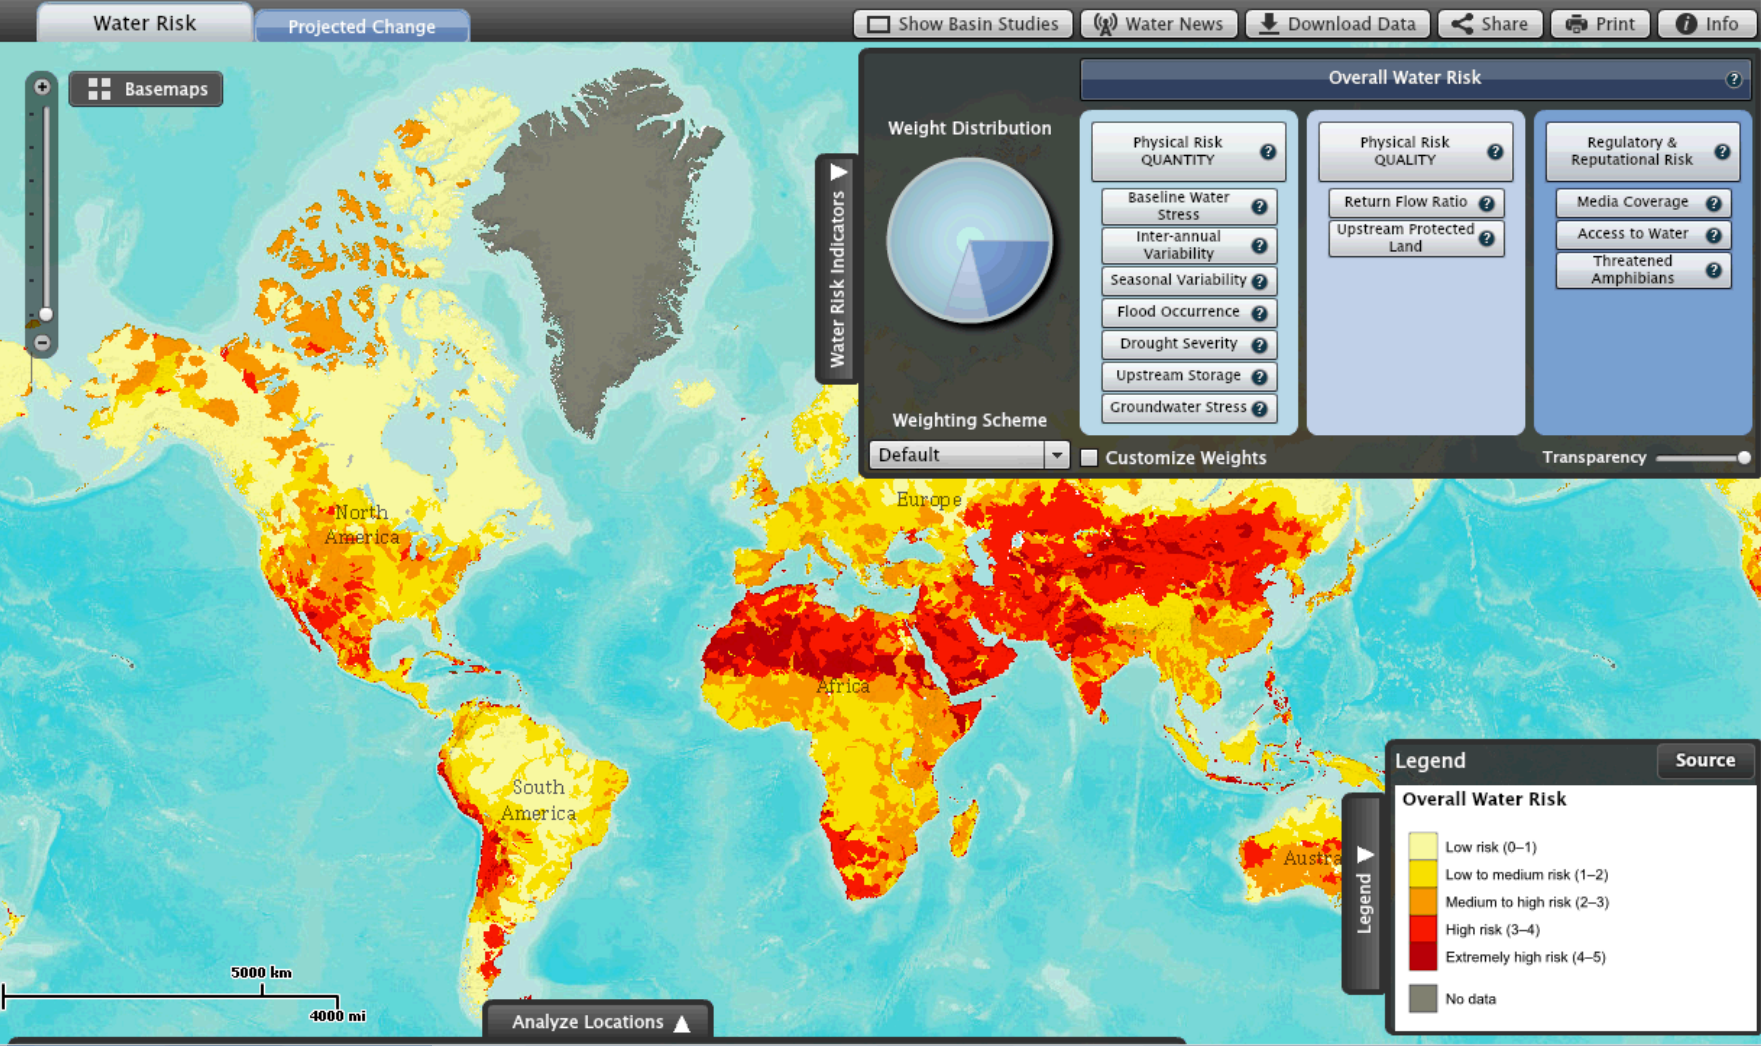 Water Risk
Projected Change
Show Basin Studies
Water News
Download Data
Share
Print
i Info
+
Basemaps
−
Water Risk Indicators
Overall Water Risk ?
Weight Distribution
Weighting Scheme
Default
Customize Weights
Transparency
Physical Risk
QUANTITY ?
Baseline Water
Stress ?
Inter-annual
Variability ?
Seasonal Variability ?
Flood Occurrence ?
Drought Severity ?
Upstream Storage ?
Groundwater Stress ?
Physical Risk
QUALITY ?
Return Flow Ratio ?
Upstream Protected
Land ?
Regulatory &
Reputational Risk ?
Media Coverage ?
Access to Water ?
Threatened
Amphibians ?
North
America
Europe
Africa
South
America
Austra
Legend
Legend
Source
Overall Water Risk
Low risk (0–1)
Low to medium risk (1–2)
Medium to high risk (2–3)
High risk (3–4)
Extremely high risk (4–5)
No data
5000 km
4000 mi
Analyze Locations